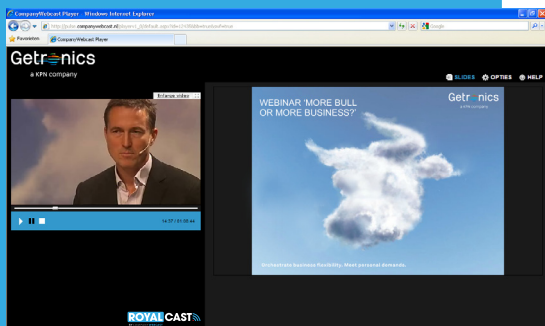 CompanyWebcast Player - Windows Internet Explorer
Google
Favorieten
CompanyWebcast Player
Getronics
a KPN company
SLIDES
OPTIES
HELP
Enlarge video
WEBINAR 'MORE BULL
OR MORE BUSINESS?'
Getronics
a KPN company
Orchestrate business flexibility. Meet personal demands.
ROYALCAST